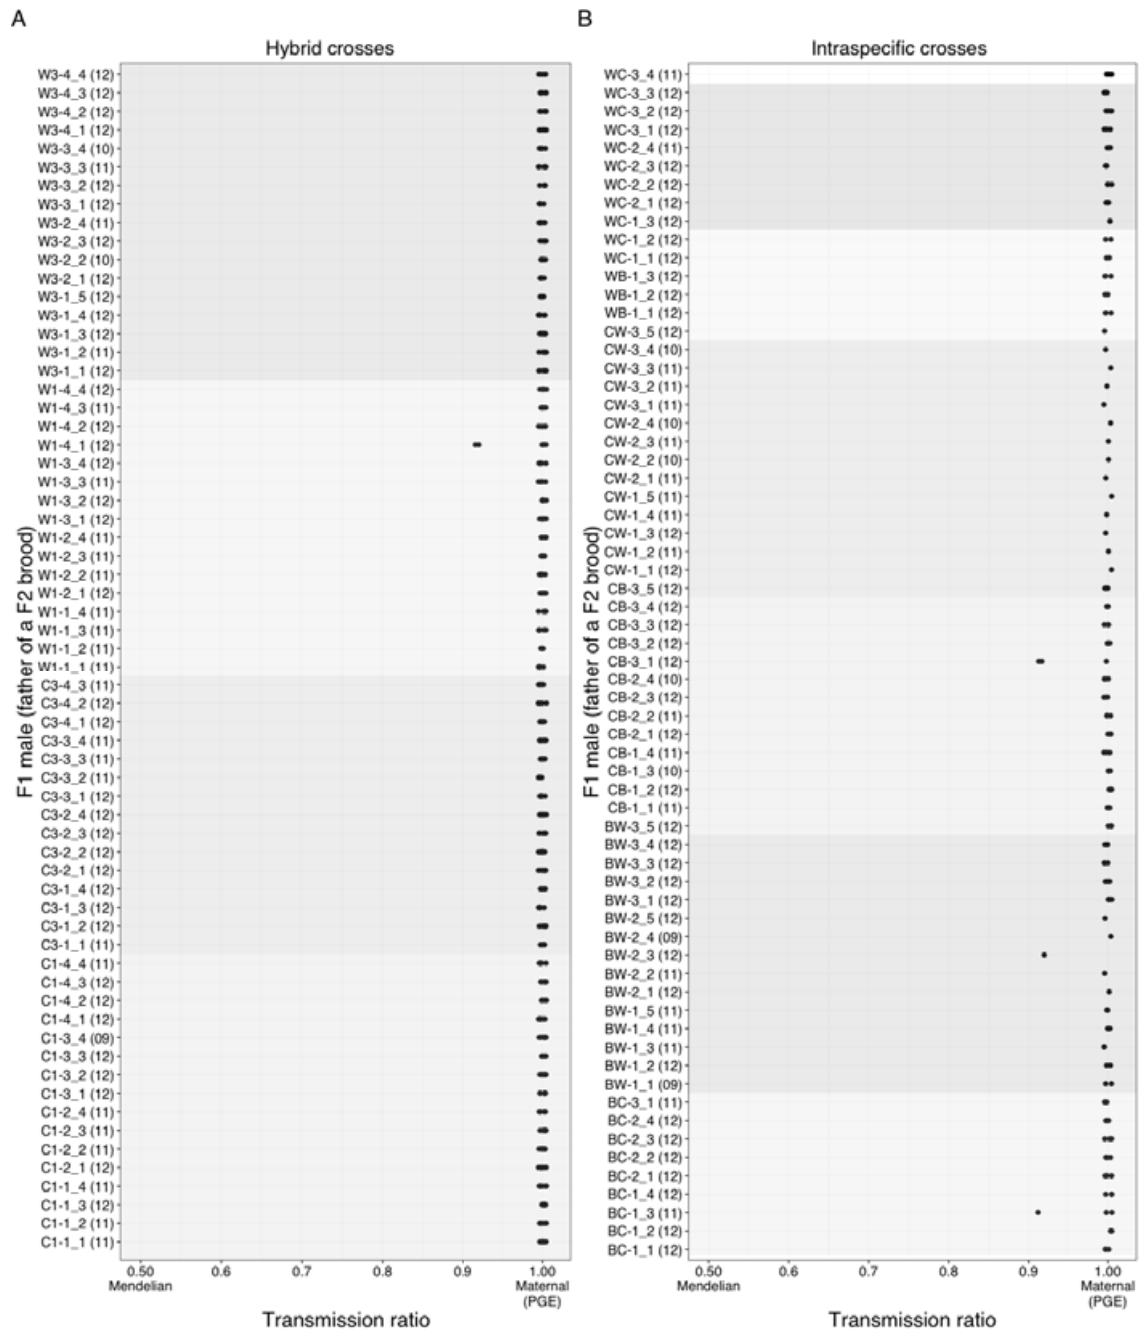 A
Hybrid crosses
F1 male (father of a F2 brood)
W3-4_4 (12)
W3-4_3 (12)
W3-4_2 (12)
W3-4_1 (12)
W3-3_4 (10)
W3-3_3 (11)
W3-3_2 (12)
W3-3_1 (12)
W3-2_4 (11)
W3-2_3 (12)
W3-2_2 (10)
W3-2_1 (12)
W3-1_5 (12)
W3-1_4 (12)
W3-1_3 (12)
W3-1_2 (11)
W3-1_1 (12)
W1-4_4 (12)
W1-4_3 (11)
W1-4_2 (12)
W1-4_1 (12)
W1-3_4 (12)
W1-3_3 (11)
W1-3_2 (12)
W1-3_1 (12)
W1-2_4 (11)
W1-2_3 (11)
W1-2_2 (11)
W1-2_1 (12)
W1-1_4 (11)
W1-1_3 (11)
W1-1_2 (11)
W1-1_1 (11)
C3-4_3 (11)
C3-4_2 (12)
C3-4_1 (12)
C3-3_4 (11)
C3-3_3 (11)
C3-3_2 (11)
C3-3_1 (12)
C3-2_4 (12)
C3-2_3 (12)
C3-2_2 (12)
C3-2_1 (12)
C3-1_4 (12)
C3-1_3 (12)
C3-1_2 (12)
C3-1_1 (11)
C1-4_4 (11)
C1-4_3 (12)
C1-4_2 (12)
C1-4_1 (12)
C1-3_4 (09)
C1-3_3 (12)
C1-3_2 (12)
C1-3_1 (12)
C1-2_4 (11)
C1-2_3 (11)
C1-2_2 (11)
C1-2_1 (12)
C1-1_4 (11)
C1-1_3 (12)
C1-1_2 (11)
C1-1_1 (11)
0.50 0.6 0.7 0.8 0.9 1.00
Mendelian Maternal
(PGE)
Transmission ratio
B
Intraspecific crosses
F1 male (father of a F2 brood)
WC-3_4 (11)
WC-3_3 (12)
WC-3_2 (12)
WC-3_1 (12)
WC-2_4 (11)
WC-2_3 (12)
WC-2_2 (12)
WC-2_1 (12)
WC-1_3 (12)
WC-1_2 (12)
WC-1_1 (12)
WB-1_3 (12)
WB-1_2 (12)
WB-1_1 (12)
CW-3_5 (12)
CW-3_4 (10)
CW-3_3 (11)
CW-3_2 (11)
CW-3_1 (11)
CW-2_4 (10)
CW-2_3 (11)
CW-2_2 (10)
CW-2_1 (11)
CW-1_5 (11)
CW-1_4 (11)
CW-1_3 (12)
CW-1_2 (11)
CW-1_1 (12)
CB-3_5 (12)
CB-3_4 (12)
CB-3_3 (12)
CB-3_2 (12)
CB-3_1 (12)
CB-2_4 (10)
CB-2_3 (12)
CB-2_2 (11)
CB-2_1 (12)
CB-1_4 (11)
CB-1_3 (10)
CB-1_2 (12)
CB-1_1 (11)
BW-3_5 (12)
BW-3_4 (12)
BW-3_3 (12)
BW-3_2 (12)
BW-3_1 (12)
BW-2_5 (12)
BW-2_4 (09)
BW-2_3 (12)
BW-2_2 (11)
BW-2_1 (12)
BW-1_5 (11)
BW-1_4 (11)
BW-1_3 (11)
BW-1_2 (12)
BW-1_1 (09)
BC-3_1 (11)
BC-2_4 (12)
BC-2_3 (12)
BC-2_2 (12)
BC-2_1 (12)
BC-1_4 (12)
BC-1_3 (11)
BC-1_2 (12)
BC-1_1 (12)
0.50 0.6 0.7 0.8 0.9 1.00
Mendelian Maternal
(PGE)
Transmission ratio